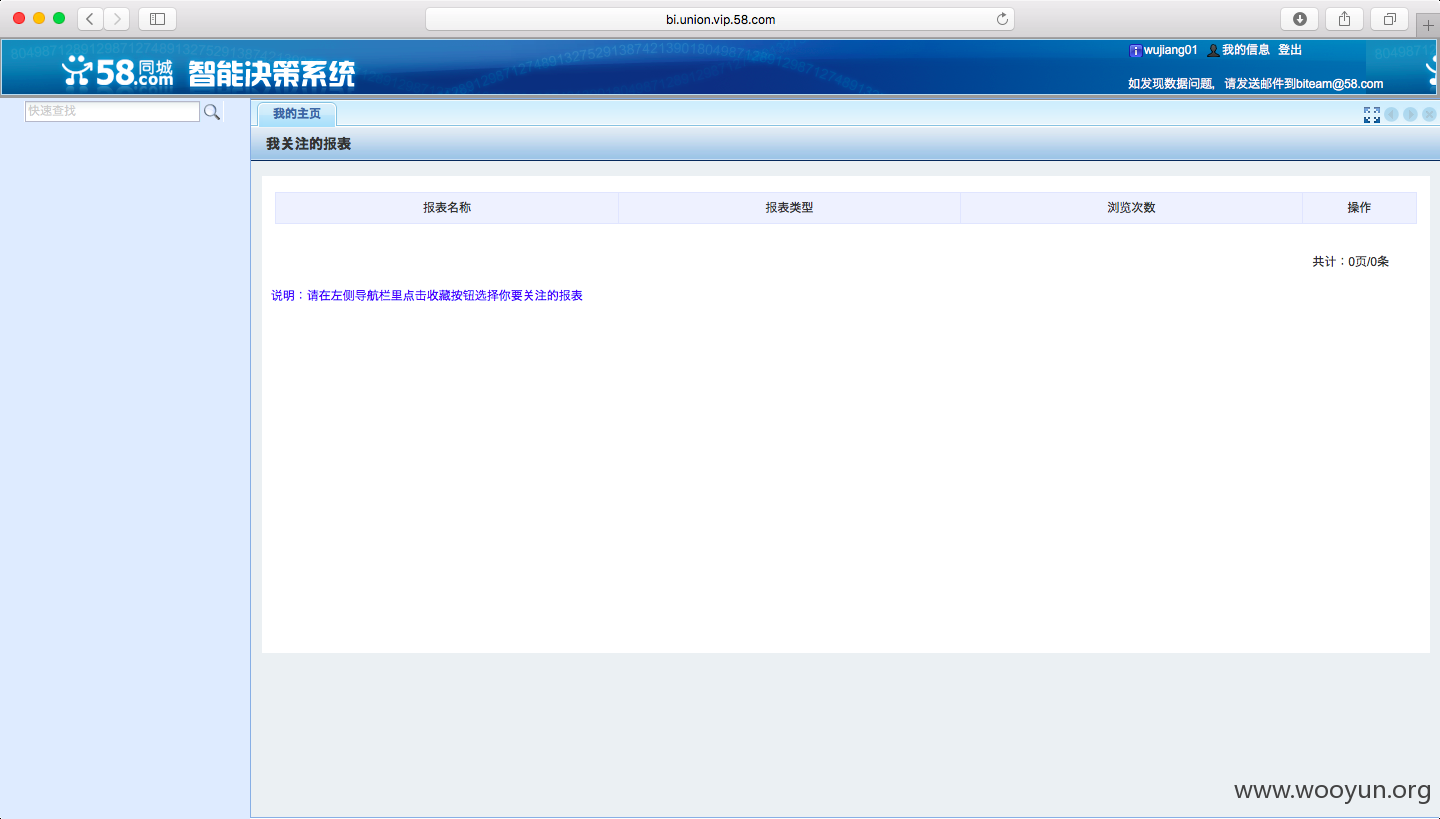 bi.union.vip.58.com
58同城.com 智能决策系统
wujiang01 我的信息 登出
如发现数据问题，请发送邮件到biteam@58.com
快速查找
我的主页
我关注的报表
报表名称 报表类型 浏览次数 操作
共计：0页/0条
说明：请在左侧导航栏里点击收藏按钮选择你要关注的报表
www.wooyun.org